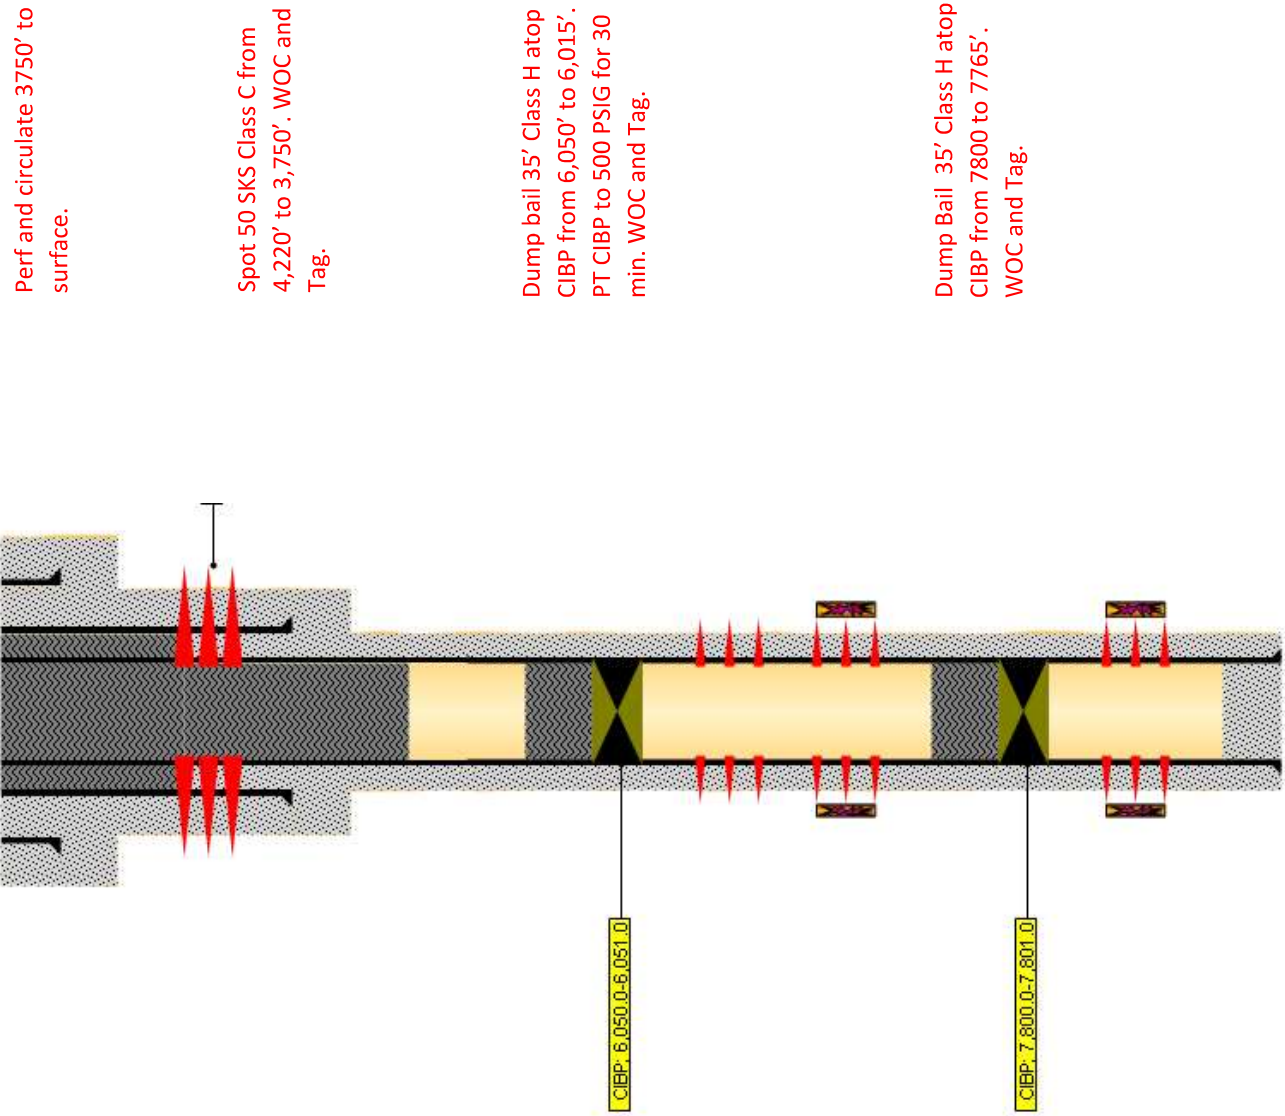 Perf and circulate 3750’ to
surface.
Spot 50 SKS Class C from
4,220’ to 3,750’. WOC and
Tag.
Dump bail 35’ Class H atop
CIBP from 6,050’ to 6,015’.
PT CIBP to 500 PSIG for 30
min. WOC and Tag.
Dump Bail  35’ Class H atop
CIBP from 7800 to 7765’.
WOC and Tag.
CIBP; 6,050.0-6,051.0
CIBP; 7,800.0-7,801.0